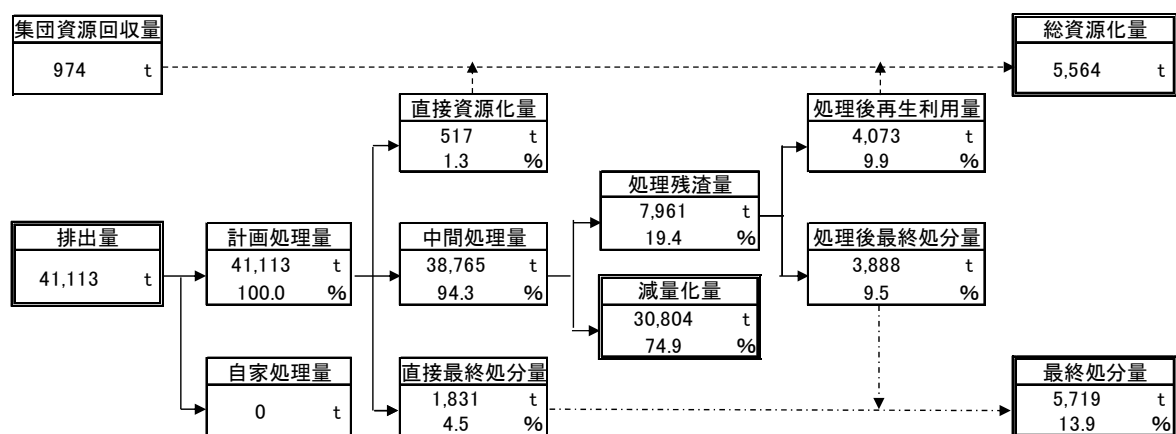 集団資源回収量
974 t
総資源化量
5,564 t
直接資源化量
517 t
1.3 %
処理後再生利用量
4,073 t
9.9 %
処理残渣量
7,961 t
19.4 %
排出量
41,113 t
計画処理量
41,113 t
100.0 %
中間処理量
38,765 t
94.3 %
処理後最終処分量
3,888 t
9.5 %
減量化量
30,804 t
74.9 %
自家処理量
0 t
直接最終処分量
1,831 t
4.5 %
最終処分量
5,719 t
13.9 %